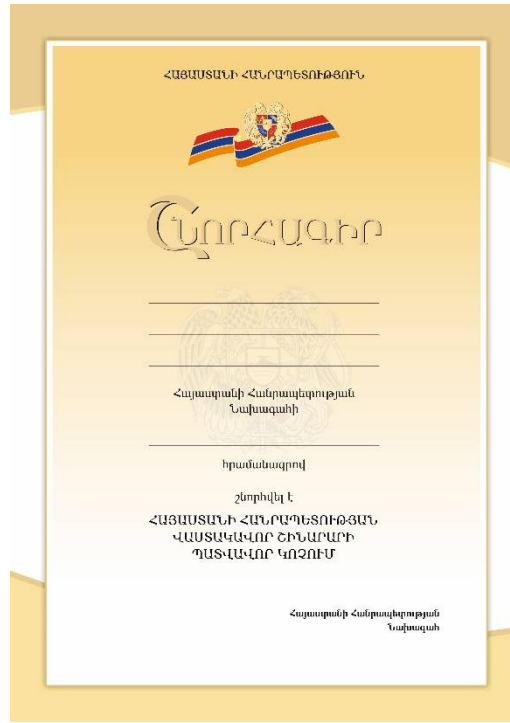 ՀԱՅԱՍՏԱՆԻ ՀԱՆՐԱՊԵՏՈՒԹՅՈՒՆ
ՇՆՈՐՀԱԳԻՐ
Հայաստանի Հանրապետության
Նախագահի
հրամանագրով
շնորհվել է
ՀԱՅԱՍՏԱՆԻ ՀԱՆՐԱՊԵՏՈՒԹՅԱՆ
ՎԱՍՏԱԿԱՎՈՐ ՇԻՆԱՐԱՐԻ
ՊԱՏՎԱՎՈՐ ԿՈՉՈՒՄ
Հայաստանի Հանրապետության
Նախագահ